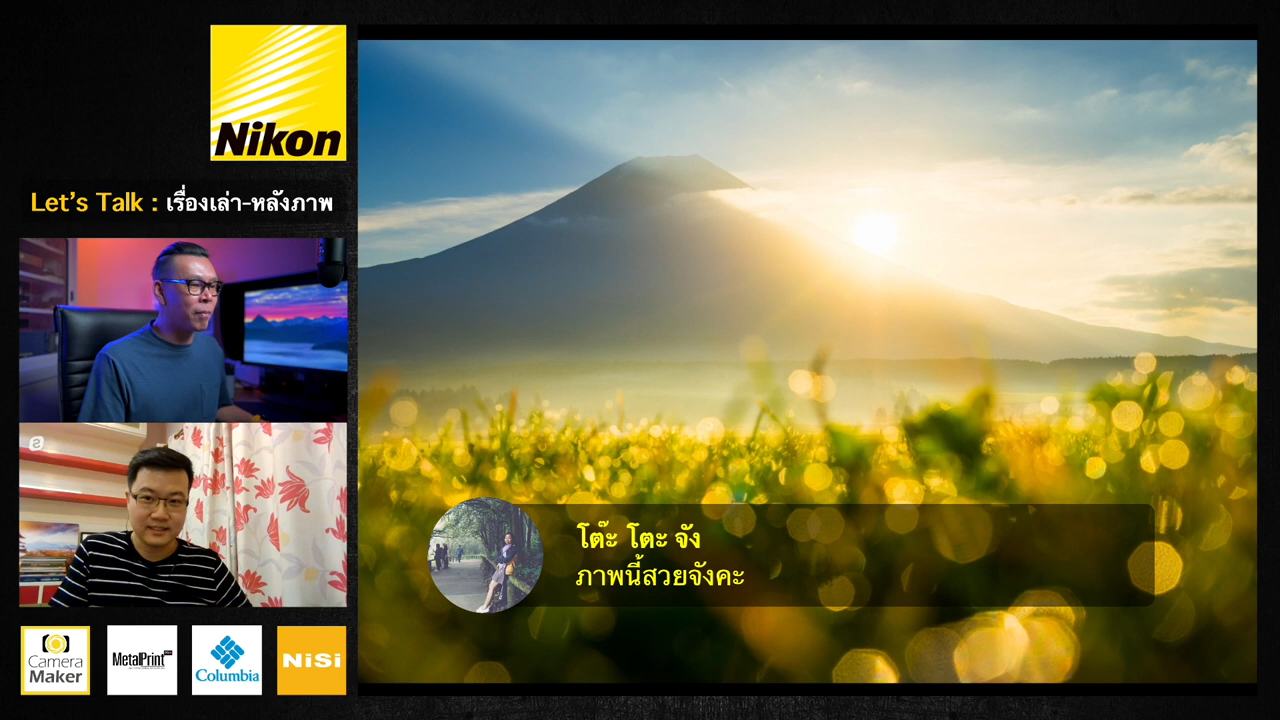 Nikon
Let's Talk : เรื่องเล่า-หลังภาพ
S
โต๊ะ โตะ จัง
ภาพนี้สวยจังคะ
Camera
Maker
MetalPrint
Columbia
NiSi